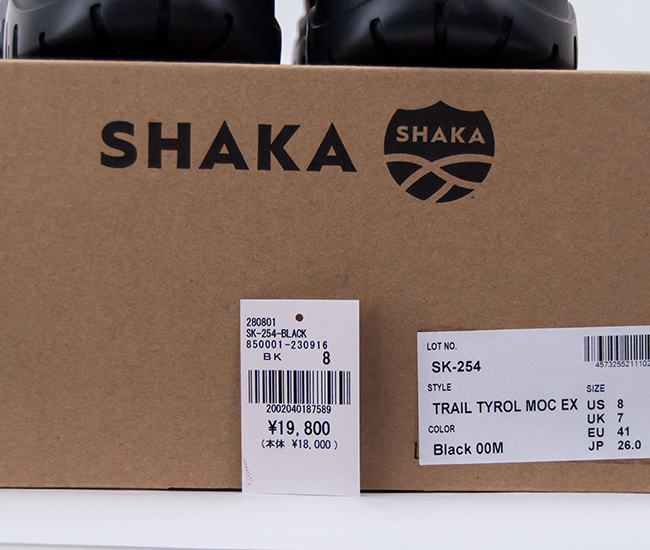 SHAKA
SHAKA
280801
SK-254-BLACK
850001-230916
BK 8
2002040187589
¥19,800
(本体 ¥18,000)
LOT NO.
SK-254
STYLE
TRAIL TYROL MOC EX
COLOR
Black 00M
4573255211102
SIZE
US 8
UK 7
EU 41
JP 26.0